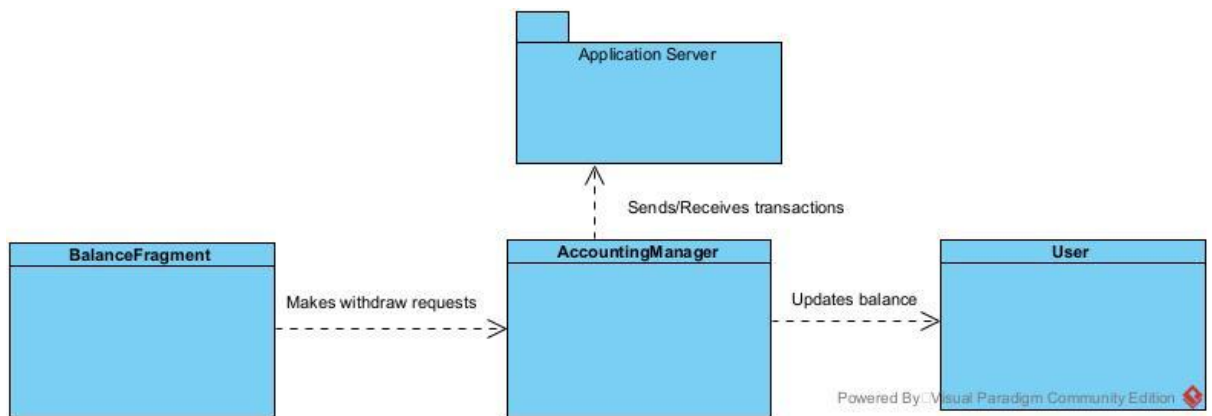 Application Server
Sends/Receives transactions
BalanceFragment
AccountingManager
User
Makes withdraw requests
Updates balance
Powered By Visual Paradigm Community Edition